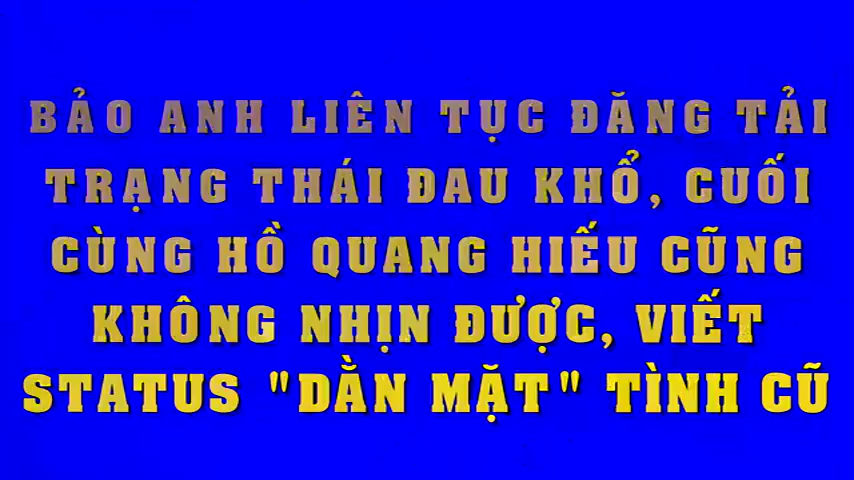 BẢO ANH LIÊN TỤC ĐĂNG TẢI
TRẠNG THÁI ĐAU KHỔ, CUỐI
CÙNG HỒ QUANG HIẾU CŨNG
KHÔNG NHỊN ĐƯỢC, VIẾT
STATUS "DẰN MẶT" TÌNH CŨ